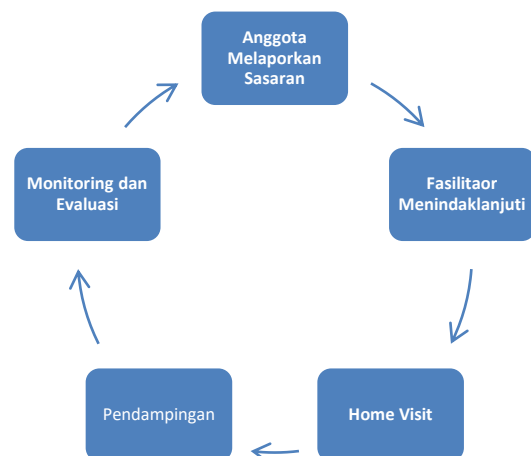 Anggota
Melaporkan
Sasaran
Fasilitaor
Menindaklanjuti
Home Visit
Pendampingan
Monitoring dan
Evaluasi